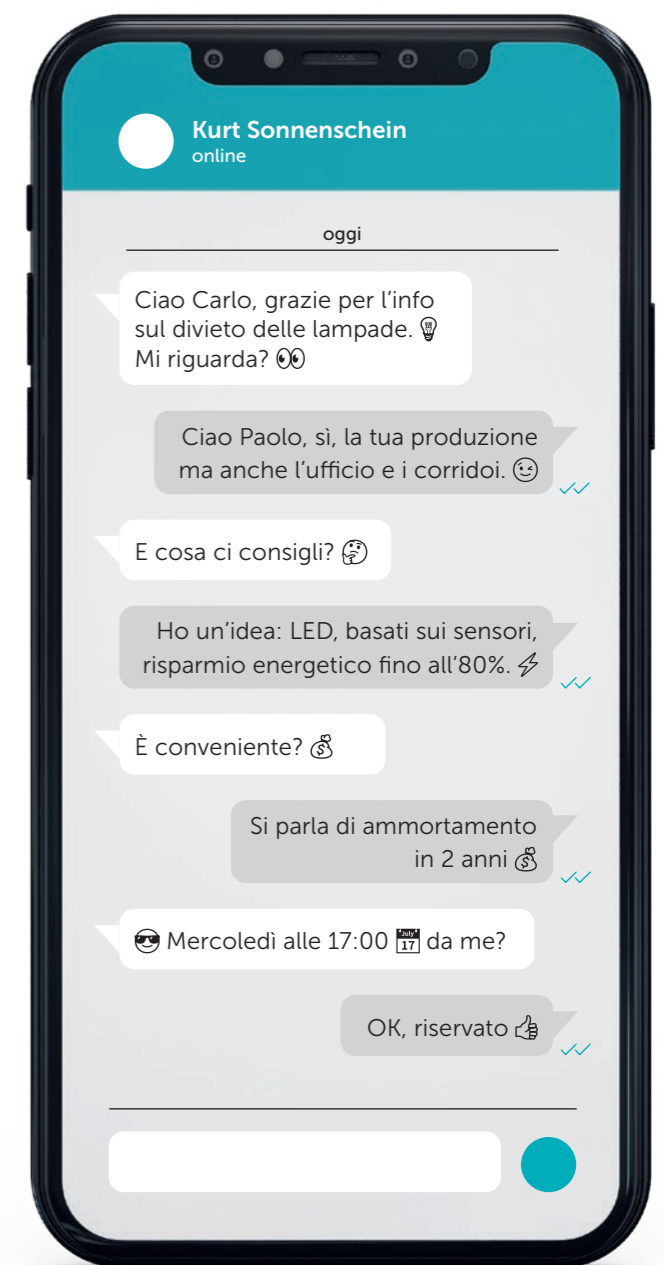 Kurt Sonnenschein
online
oggi
Ciao Carlo, grazie per l'info
sul divieto delle lampade. 💡
Mi riguarda? 👀
Ciao Paolo, sì, la tua produzione
ma anche l'ufficio e i corridoi. 😉
E cosa ci consigli? 🤔
Ho un'idea: LED, basati sui sensori,
risparmio energetico fino all'80%. ⚡
È conveniente? 💰
Si parla di ammortamento
in 2 anni 💰
😎 Mercoledì alle 17:00 📅 da me?
OK, riservato 👍